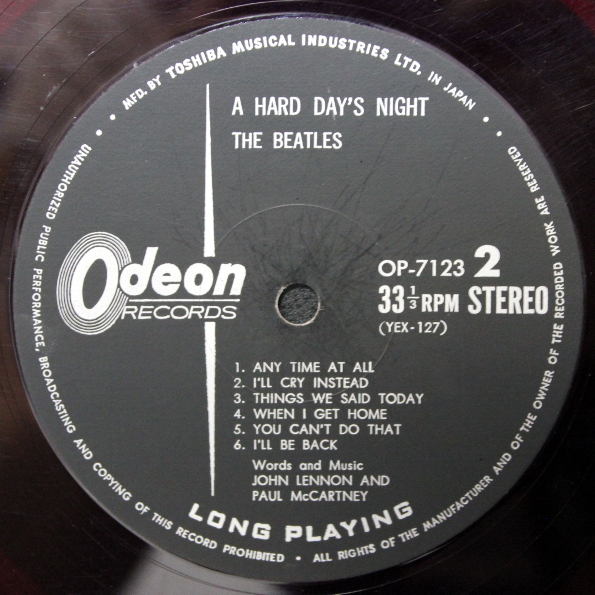 MFD. BY TOSHIBA MUSICAL INDUSTRIES LTD. IN JAPAN
A HARD DAY'S NIGHT
THE BEATLES
Odeon
RECORDS
OP-7123 2
33 1/3 RPM STEREO
(YEX-127)
1. ANY TIME AT ALL
2. I'LL CRY INSTEAD
3. THINGS WE SAID TODAY
4. WHEN I GET HOME
5. YOU CAN'T DO THAT
6. I'LL BE BACK
Words and Music
JOHN LENNON AND
PAUL McCARTNEY
LONG PLAYING
UNAUTHORIZED PUBLIC PERFORMANCE, BROADCASTING AND COPYING OF THIS RECORD PROHIBITED • ALL RIGHTS OF THE MANUFACTURER AND OF THE OWNER OF THE RECORDED WORK ARE RESERVED